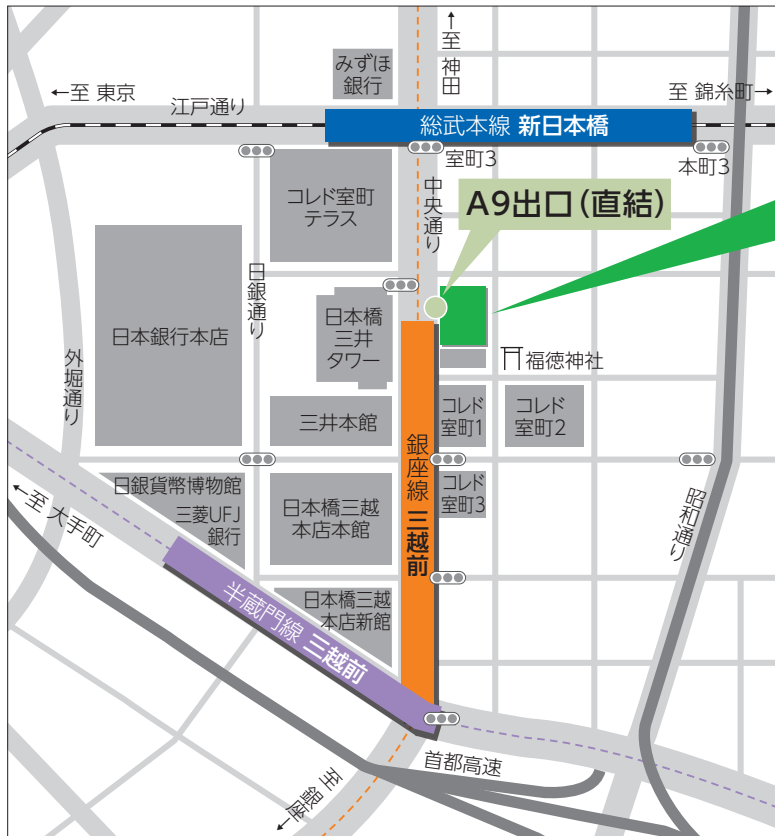 ↑至 神田
みずほ
銀行
←至 東京
江戸通り
至 錦糸町→
総武本線 新日本橋
室町3
本町3
コレド室町
テラス
中央通り
A9出口（直結）
日銀通り
日本銀行本店
日本橋
三井
タワー
福徳神社
外堀通り
三井本館
コレド
室町1
コレド
室町2
銀座線 三越前
日銀貨幣博物館
三菱UFJ
銀行
日本橋三越
本店本館
コレド
室町3
昭和通り
←至 大手町
半蔵門線 三越前
日本橋三越
本店新館
首都高速
至 銀座→